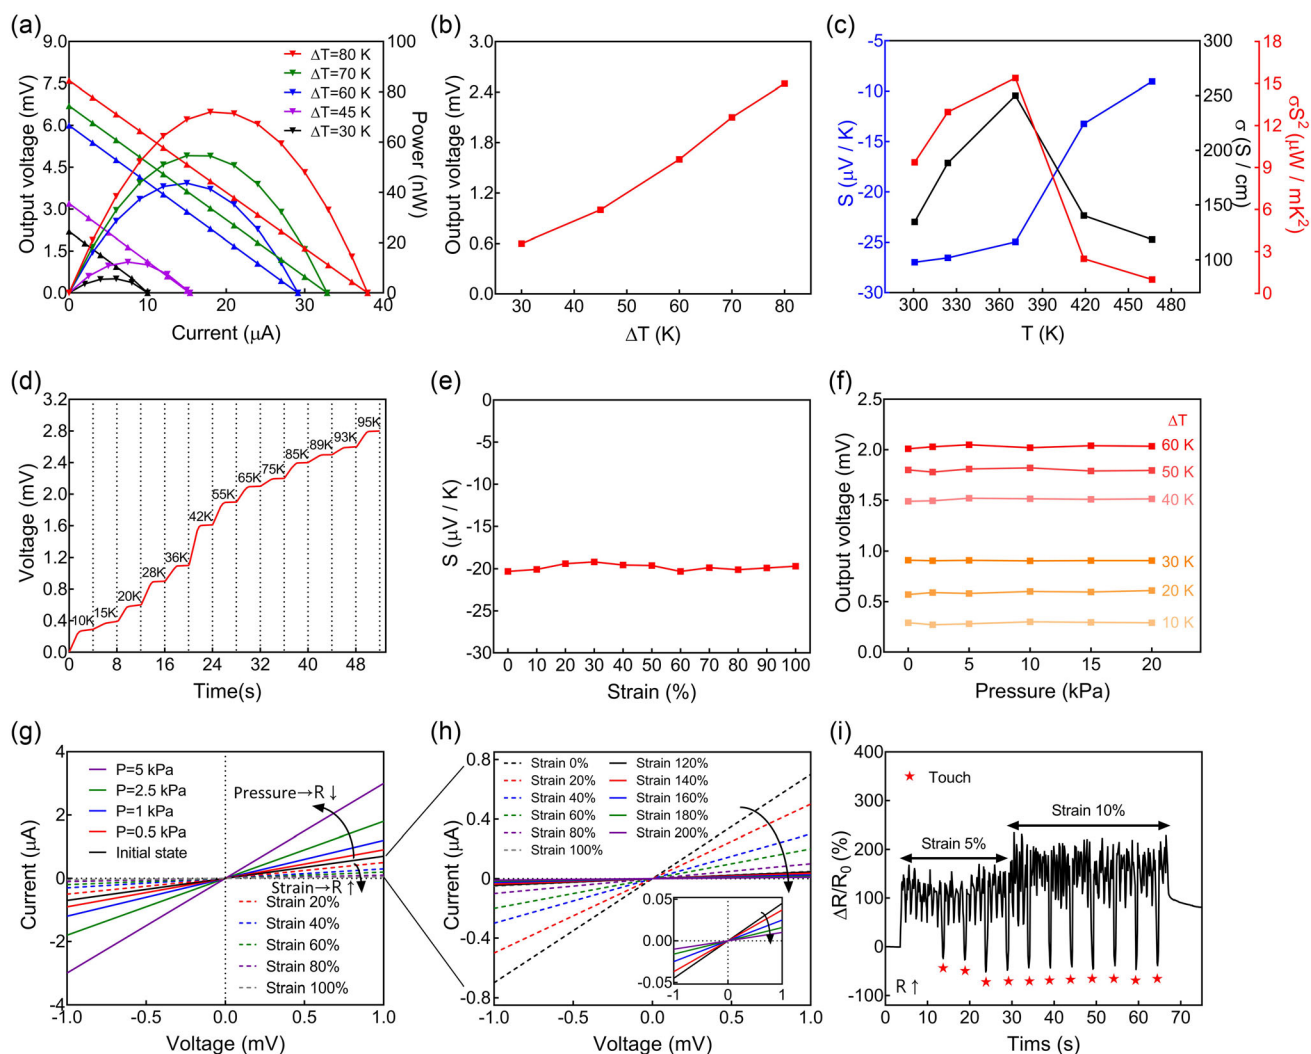 (a)
9.0
7.5
6.0
4.5
3.0
1.5
0.0
Output voltage (mV)
0 10 20 30 40
Current (μA)
100
80
60
40
20
0
Power (nW)
ΔT=80 K
ΔT=70 K
ΔT=60 K
ΔT=45 K
ΔT=30 K
(b)
3.0
2.4
1.8
1.2
0.6
0.0
Output voltage (mV)
30 40 50 60 70 80
ΔT (K)
(c)
-5
-10
-15
-20
-25
-30
S (μV / K)
300 330 360 390 420 450 480
T (K)
300
250
200
150
100
σ (S / cm)
18
15
12
9
6
3
0
σS² (μW / mK²)
(d)
3.2
2.8
2.4
2.0
1.6
1.2
0.8
0.4
0.0
Voltage (mV)
10K
15K
20K
28K
36K
42K
55K
65K
75K
85K
89K
93K
95K
0 8 16 24 32 40 48
Time(s)
(e)
0
-5
-10
-15
-20
-25
-30
S (μV / K)
0 10 20 30 40 50 60 70 80 90 100
Strain (%)
(f)
2.5
2.0
1.5
1.0
0.5
0.0
Output voltage (mV)
ΔT
60 K
50 K
40 K
30 K
20 K
10 K
0 5 10 15 20
Pressure (kPa)
(g)
4
2
0
-2
-4
Current (μA)
P=5 kPa
P=2.5 kPa
P=1 kPa
P=0.5 kPa
Initial state
Pressure→R↓
Strain→R↑
Strain 20%
Strain 40%
Strain 60%
Strain 80%
Strain 100%
-1.0 -0.5 0.0 0.5 1.0
Voltage (mV)
(h)
0.8
0.4
0.0
-0.4
-0.8
Current (μA)
Strain 0%
Strain 20%
Strain 40%
Strain 60%
Strain 80%
Strain 100%
Strain 120%
Strain 140%
Strain 160%
Strain 180%
Strain 200%
0.05
0.00
-0.05
-1 0 1
-1.0 -0.5 0.0 0.5 1.0
Voltage (mV)
(i)
400
300
200
100
0
-100
ΔR/R₀ (%)
Touch
Strain 5%
Strain 10%
R↑
0 10 20 30 40 50 60 70
Tims (s)